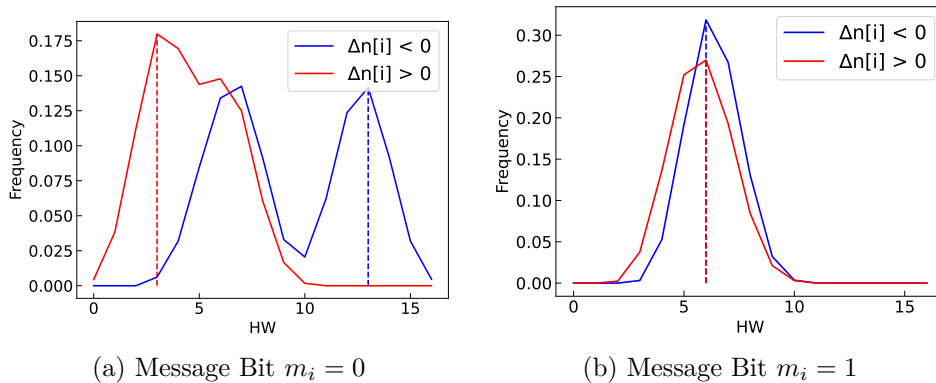 0.175
0.150
0.125
0.100
0.075
0.050
0.025
0.000
Frequency
0 5 10 15
HW
Δn[i] < 0
Δn[i] > 0
(a) Message Bit m_i = 0
0.30
0.25
0.20
0.15
0.10
0.05
0.00
Frequency
0 5 10 15
HW
Δn[i] < 0
Δn[i] > 0
(b) Message Bit m_i = 1